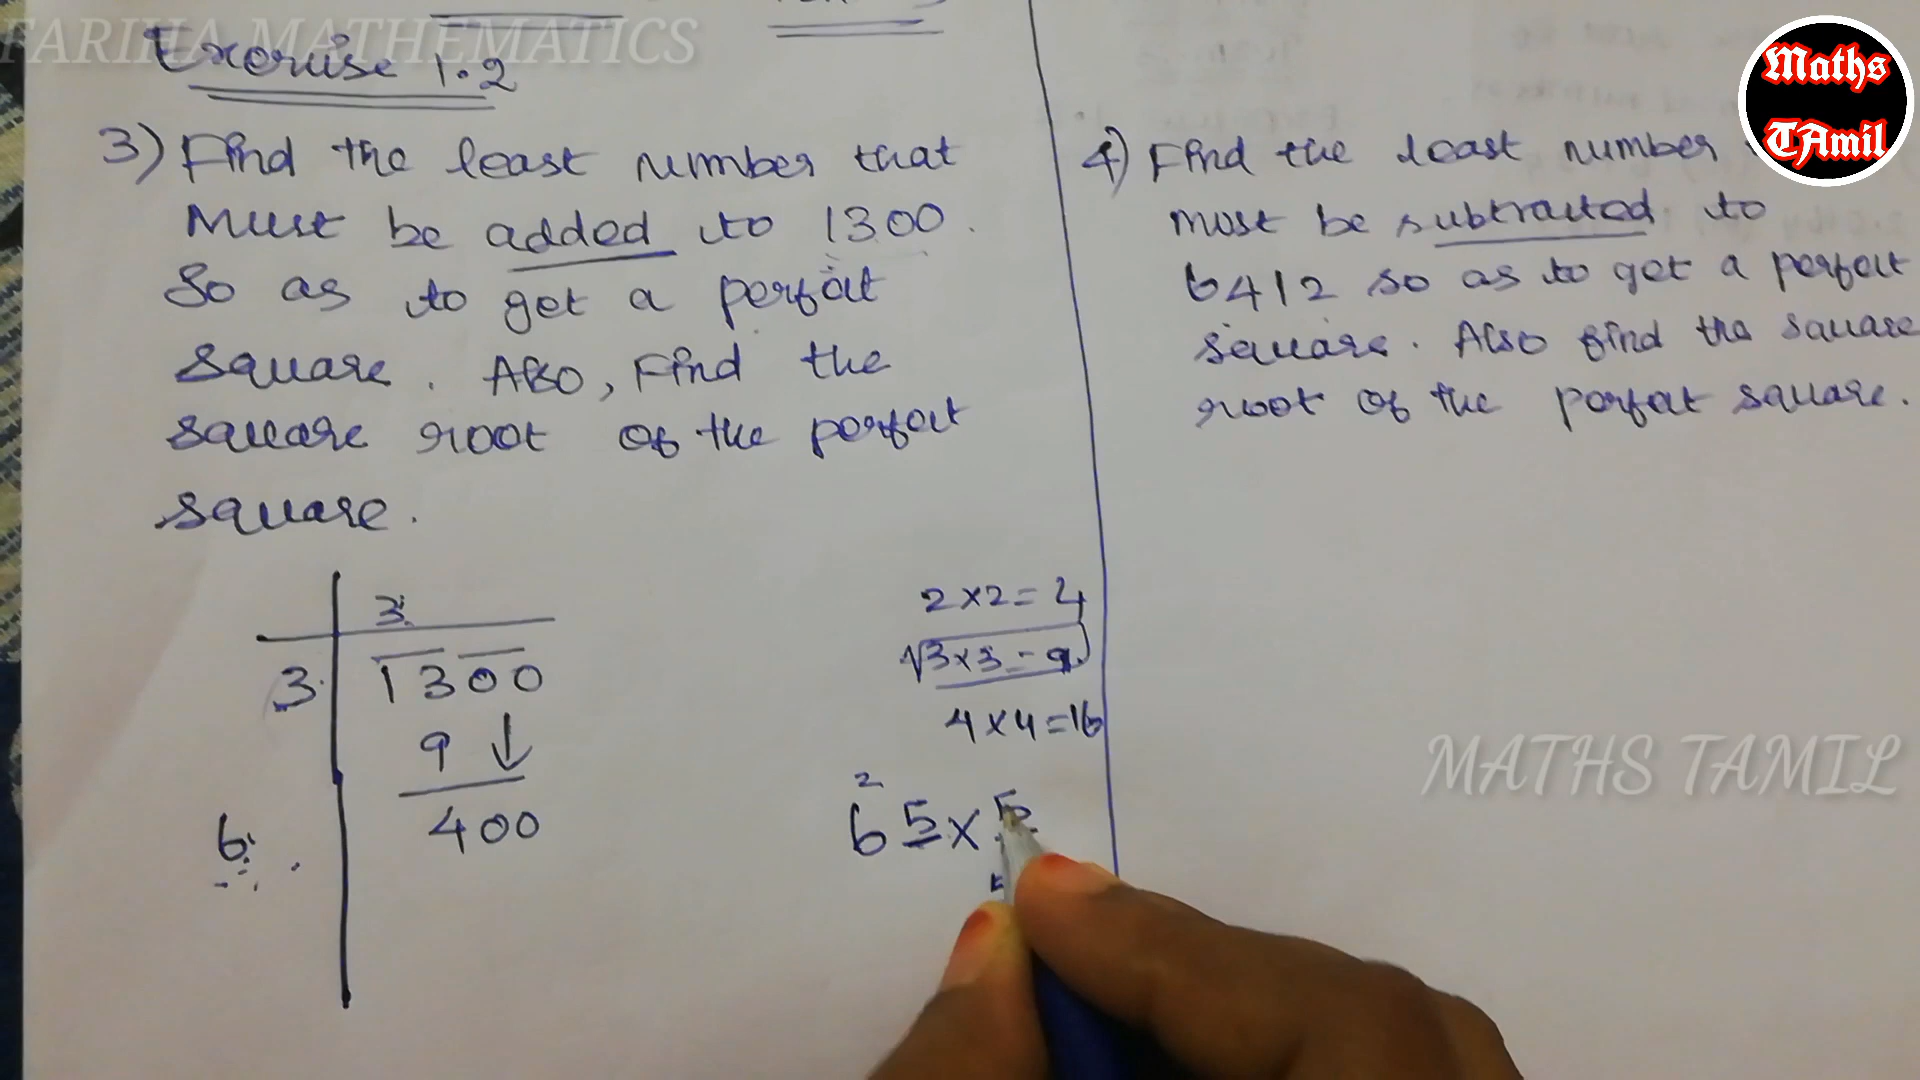 FARIHA MATHEMATICS
Exercise 1.2
3) Find the least number that
Must be added to 1300.
So as to get a perfect
square. Also, Find the
square root of the perfect
square.
3
3 1300
9 ↓
400
6
2×2=4
√3×3=9
4×4=16
2
65×5
4) Find the least number
must be subtracted to
6412 so as to get a perfect
square. Also find the square
root of the perfect square.
Maths
TAmil
MATHS TAMIL